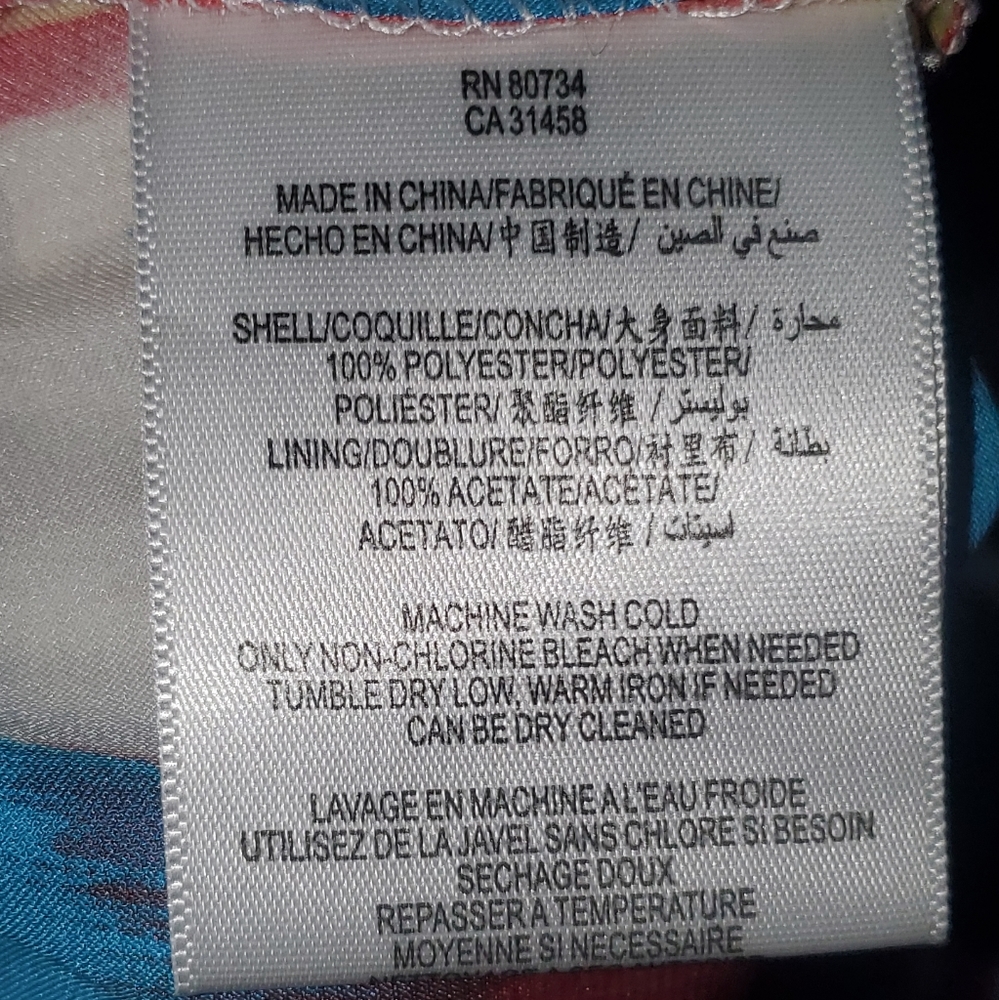 RN 80734
CA 31458
MADE IN CHINA/FABRIQUÉ EN CHINE/
HECHO EN CHINA/中国制造/ صنع في الصين
SHELL/COQUILLE/CONCHA/大身面料/ محارة
100% POLYESTER/POLYESTER/
POLIÉSTER/ 聚酯纤维 / بوليستر
LINING/DOUBLURE/FORRO/衬里布/ بطانة
100% ACETATE/ACÉTATE/
ACETATO/ 醋脂纤维 / اسيتات
MACHINE WASH COLD
ONLY NON-CHLORINE BLEACH WHEN NEEDED
TUMBLE DRY LOW, WARM IRON IF NEEDED
CAN BE DRY CLEANED
LAVAGE EN MACHINE A L'EAU FROIDE
UTILISEZ DE LA JAVEL SANS CHLORE SI BESOIN
SECHAGE DOUX
REPASSER A TEMPERATURE
MOYENNE SI NECESSAIRE